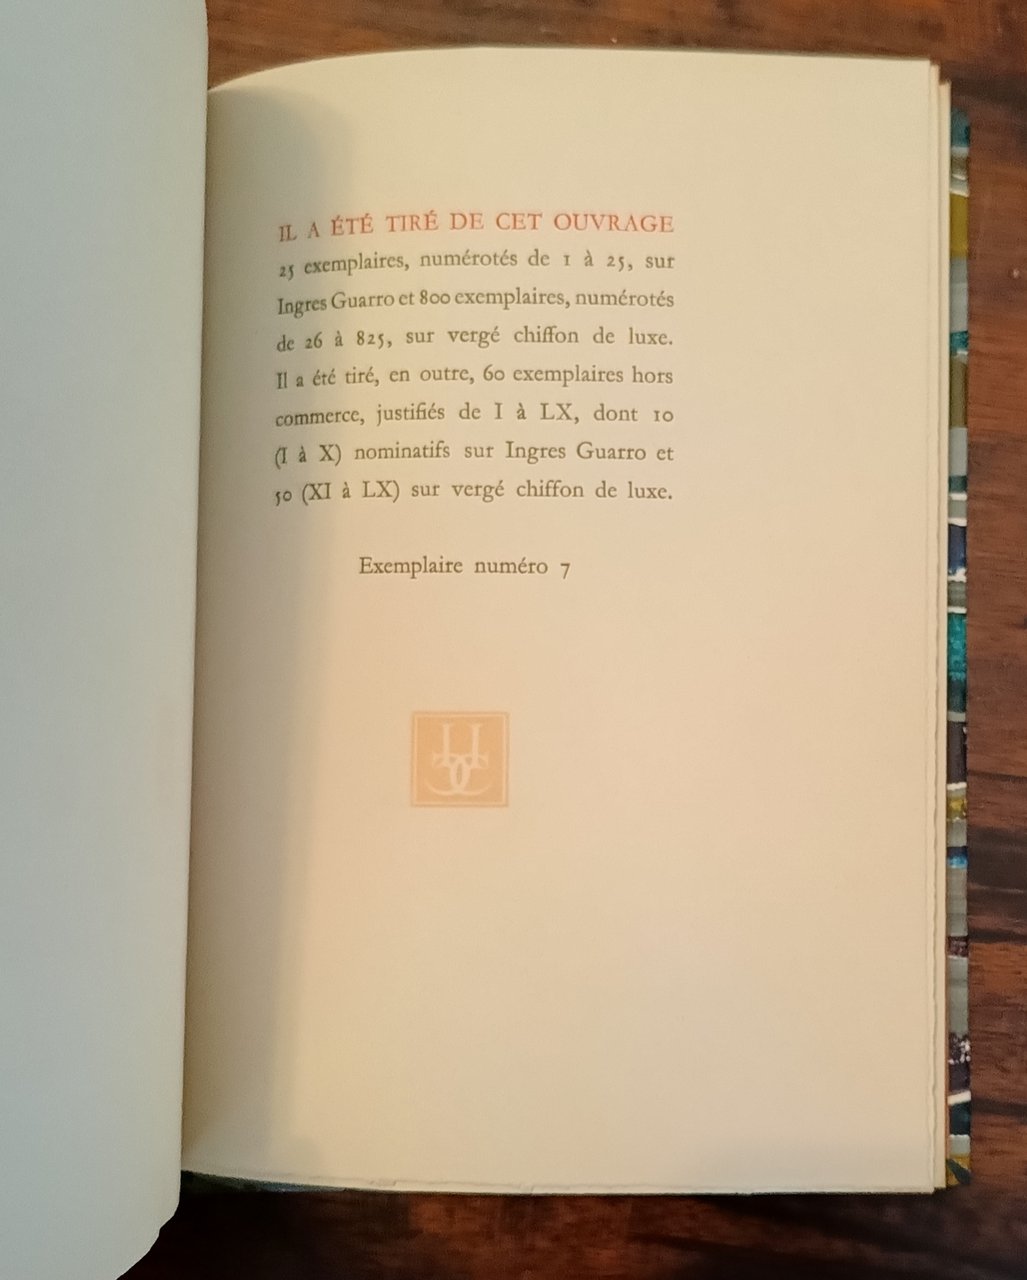 IL A ÉTÉ TIRÉ DE CET OUVRAGE
25 exemplaires, numérotés de 1 à 25, sur
Ingres Guarro et 800 exemplaires, numérotés
de 26 à 825, sur vergé chiffon de luxe.
Il a été tiré, en outre, 60 exemplaires hors
commerce, justifiés de I à LX, dont 10
(I à X) nominatifs sur Ingres Guarro et
50 (XI à LX) sur vergé chiffon de luxe.
Exemplaire numéro 7